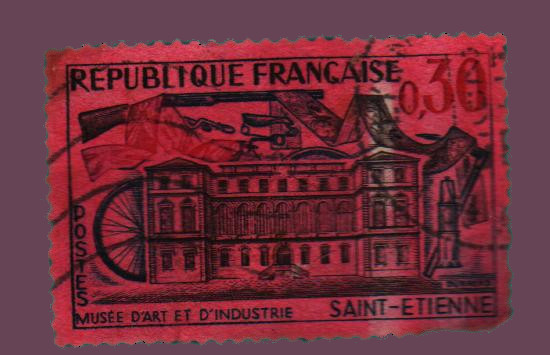 REPUBLIQUE FRANÇAISE
0,30
POSTES
MUSÉE D'ART ET D'INDUSTRIE SAINT-ETIENNE